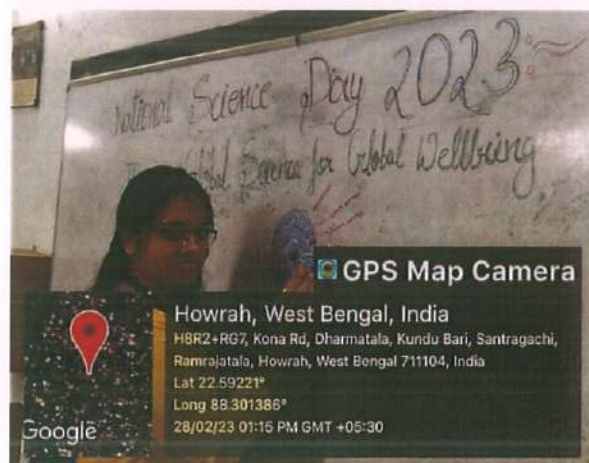 National Science Day 2023:
Global Science for Global Wellbeing
GPS Map Camera
Howrah, West Bengal, India
H8R2+RG7, Kona Rd, Dharmatala, Kundu Bari, Santragachi,
Ramrajatala, Howrah, West Bengal 711104, India
Lat 22.59221°
Long 88.301386°
28/02/23 01:15 PM GMT +05:30
Google